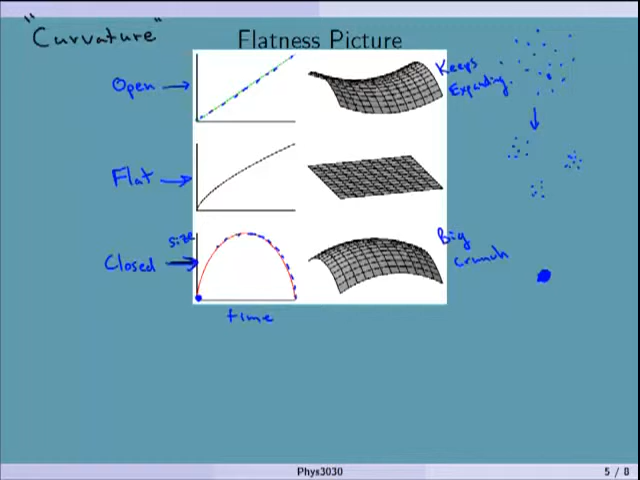 "Curvature"
Flatness Picture
Open
Keeps
Expanding
Flat
size
Closed
Big
crunch
time
Phys3030
5 / 8